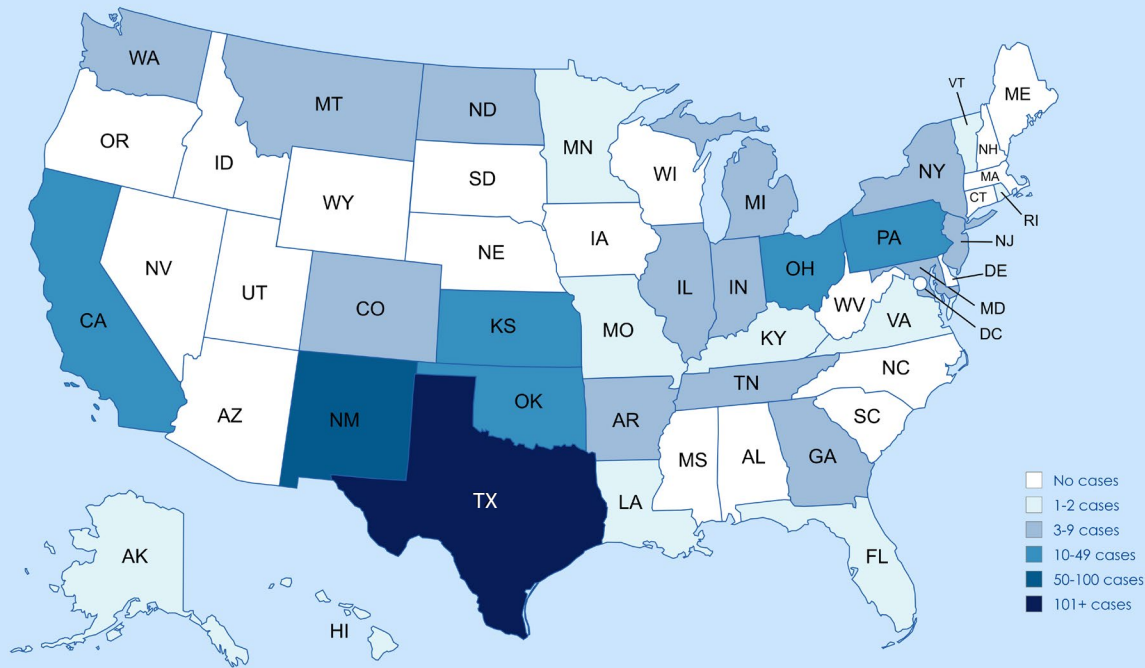 WA
MT
ND
MN
VT
ME
OR
ID
SD
WI
NH
NY
MA
WY
MI
CT
RI
IA
PA
NJ
NE
NV
OH
DE
UT
IL
IN
CO
WV
MD
CA
KS
MO
VA
DC
KY
NC
TN
OK
AZ
NM
AR
SC
MS
AL
GA
TX
LA
AK
FL
HI
No cases
1-2 cases
3-9 cases
10-49 cases
50-100 cases
101+ cases